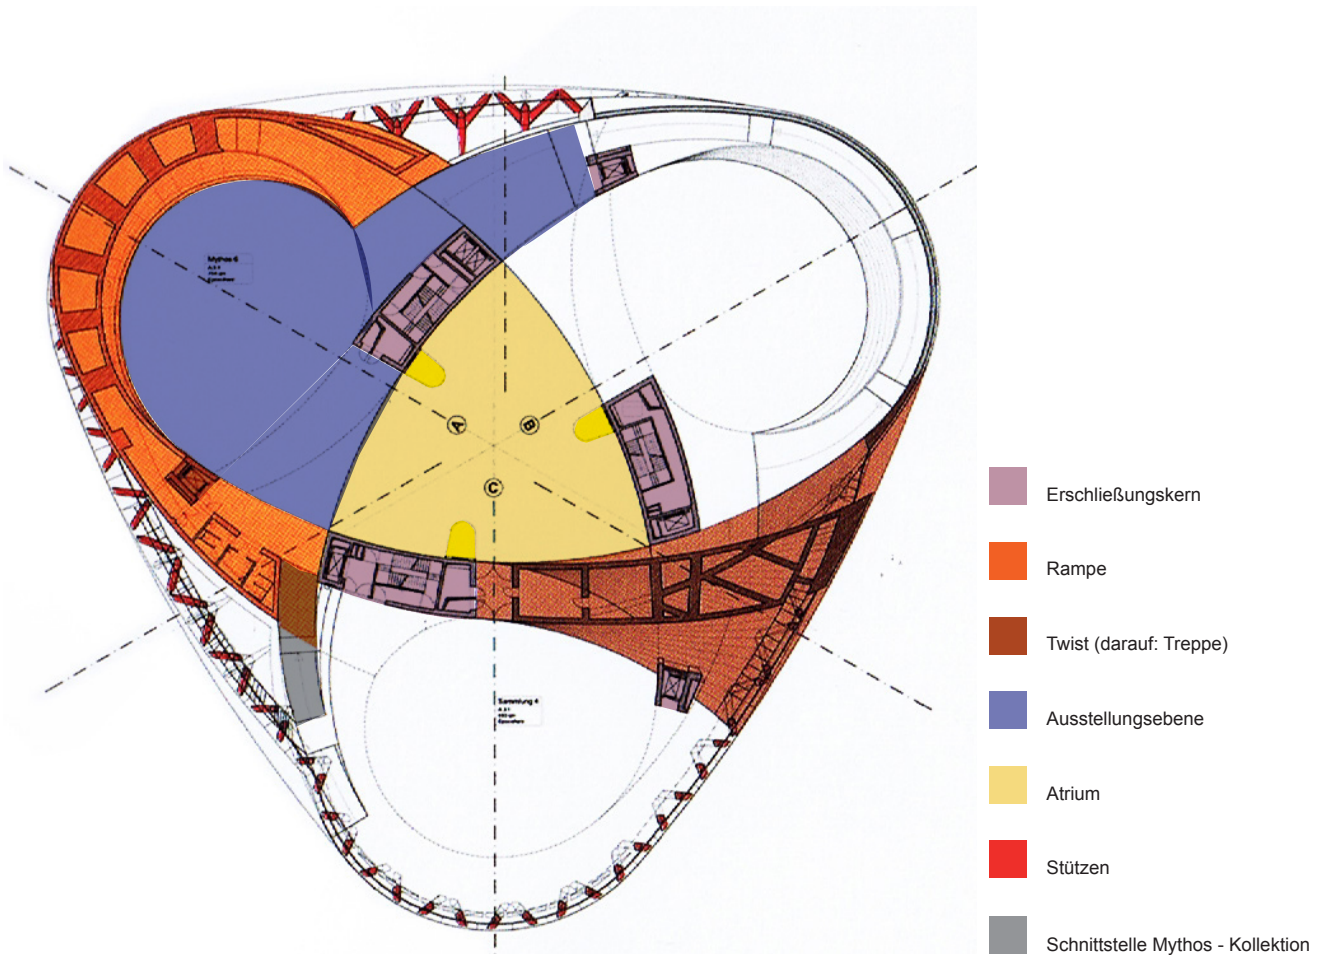 Mythos 6
A
B
C
Sammlung 4
Erschließungskern
Rampe
Twist (darauf: Treppe)
Ausstellungsebene
Atrium
Stützen
Schnittstelle Mythos - Kollektion